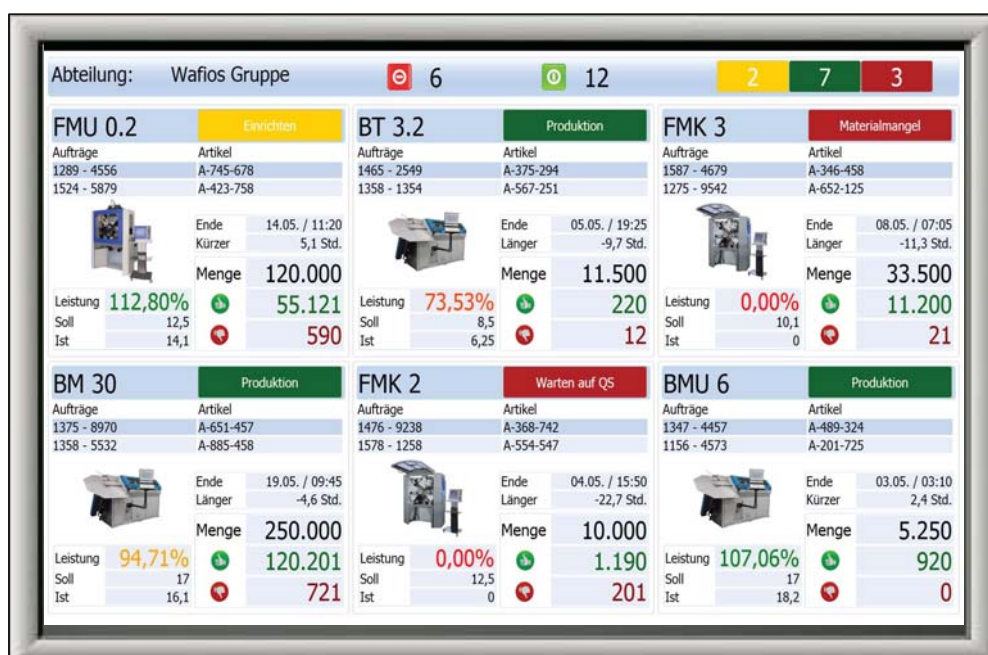 Abteilung: Wafios Gruppe 6 12 2 7 3
FMU 0.2 Einrichten
Aufträge Artikel
1289 - 4556 A-745-678
1524 - 5879 A-423-758
Ende 14.05. / 11:20
Kürzer 5,1 Std.
Menge 120.000
Leistung 112,80% 55.121
Soll 12,5
Ist 14,1 590
BT 3.2 Produktion
Aufträge Artikel
1465 - 2549 A-375-294
1358 - 1354 A-567-251
Ende 05.05. / 19:25
Länger -9,7 Std.
Menge 11.500
Leistung 73,53% 220
Soll 8,5
Ist 6,25 12
FMK 3 Materialmangel
Aufträge Artikel
1587 - 4679 A-346-458
1275 - 9542 A-652-125
Ende 08.05. / 07:05
Länger -11,3 Std.
Menge 33.500
Leistung 0,00% 11.200
Soll 10,1
Ist 0 21
BM 30 Produktion
Aufträge Artikel
1375 - 8970 A-651-457
1358 - 5532 A-885-458
Ende 19.05. / 09:45
Länger -4,6 Std.
Menge 250.000
Leistung 94,71% 120.201
Soll 17
Ist 16,1 721
FMK 2 Warten auf QS
Aufträge Artikel
1476 - 9238 A-368-742
1578 - 1258 A-554-547
Ende 04.05. / 15:50
Länger -22,7 Std.
Menge 10.000
Leistung 0,00% 1.190
Soll 12,5
Ist 0 201
BMU 6 Produktion
Aufträge Artikel
1347 - 4457 A-489-324
1156 - 4573 A-201-725
Ende 03.05. / 03:10
Kürzer 2,4 Std.
Menge 5.250
Leistung 107,06% 920
Soll 17
Ist 18,2 0